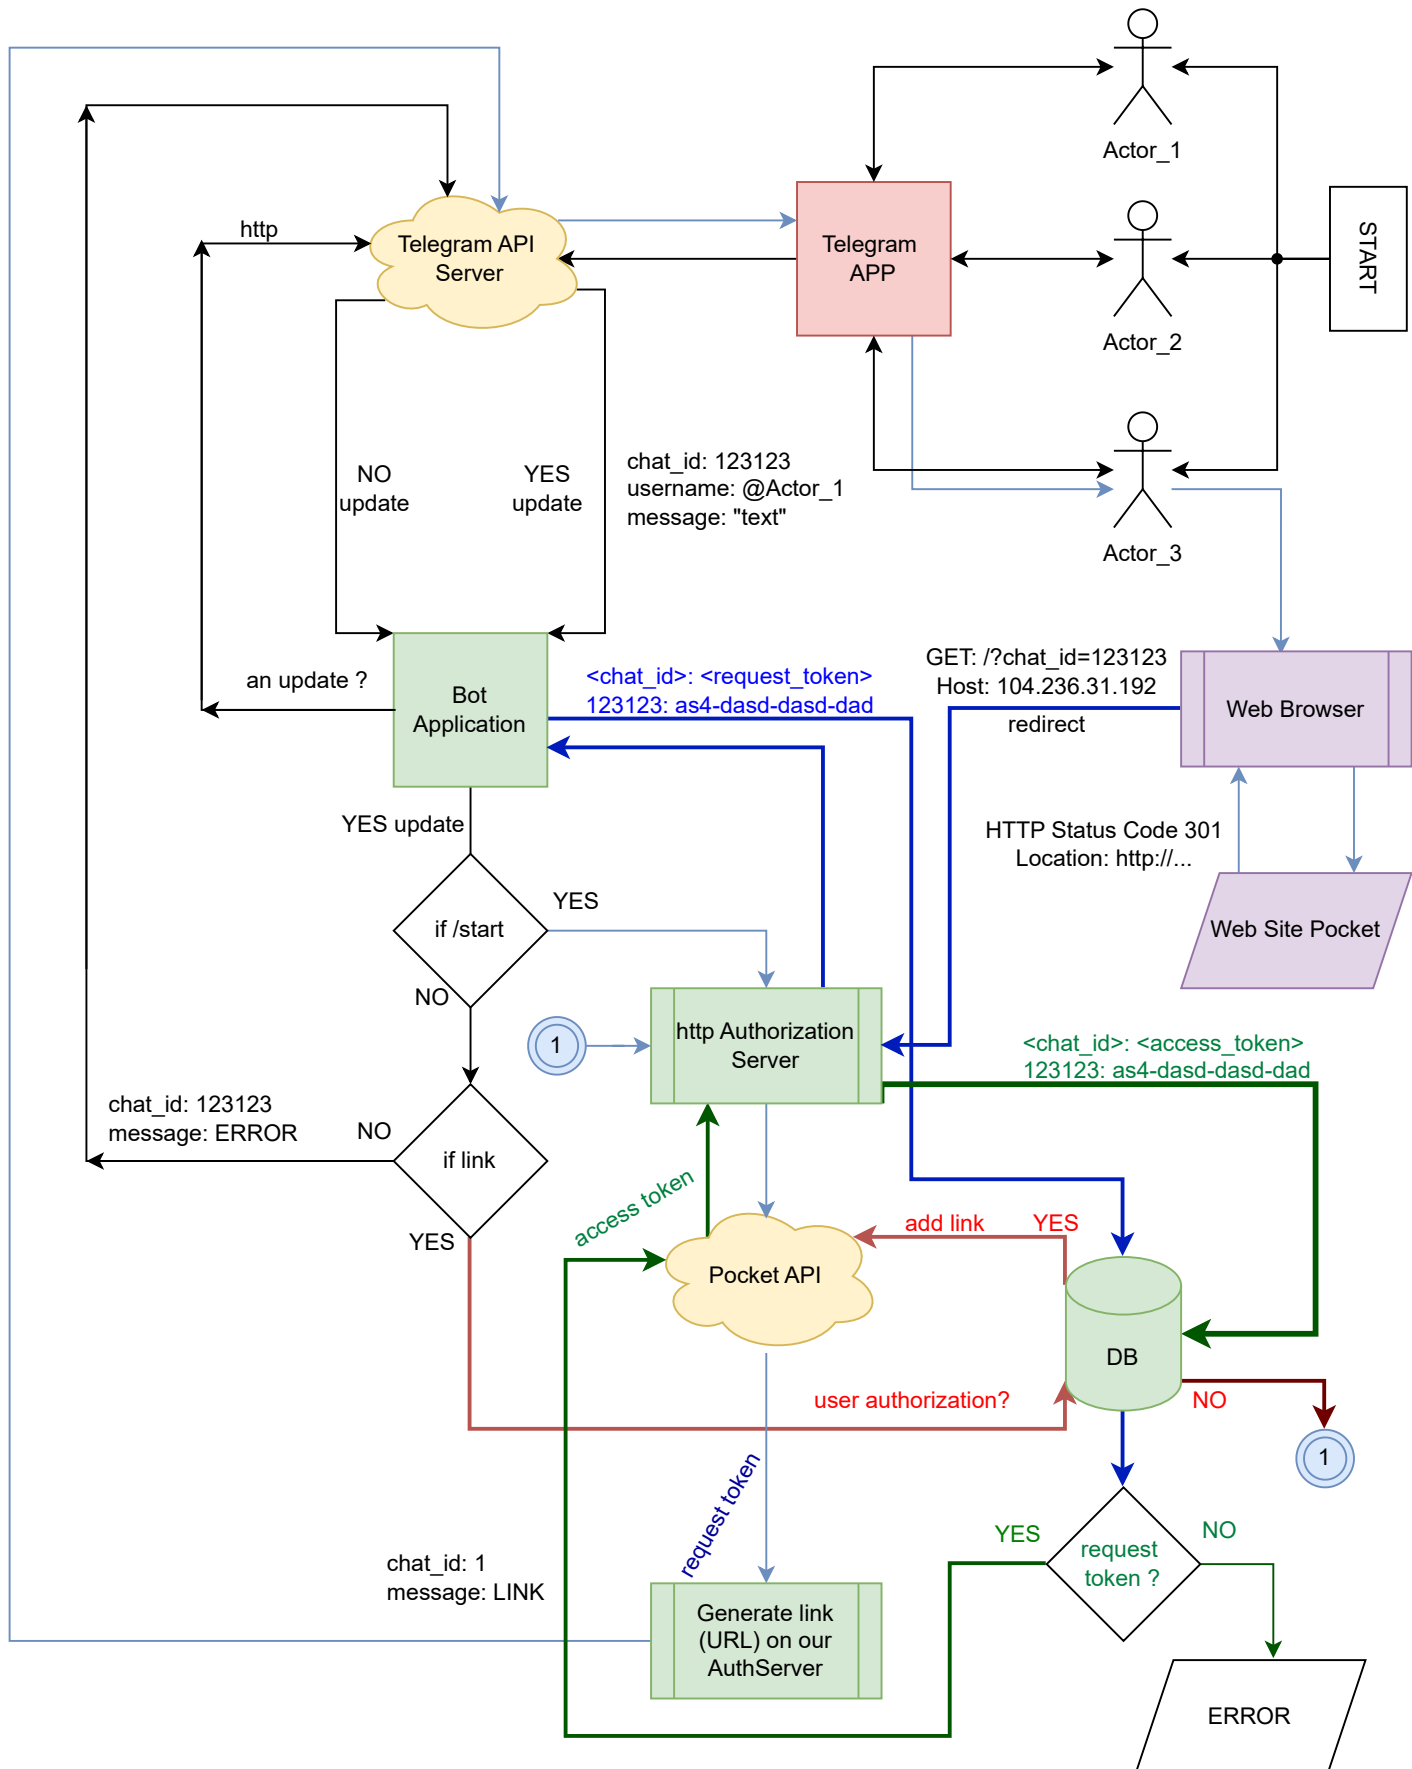 Actor_1
http
Telegram API
Server
Telegram
APP
START
Actor_2
NO
update
YES
update
chat_id: 123123
username: @Actor_1
message: "text"
Actor_3
an update ?
Bot
Application
<chat_id>: <request_token>
123123: as4-dasd-dasd-dad
GET: /?chat_id=123123
Host: 104.236.31.192
redirect
Web Browser
YES update
HTTP Status Code 301
Location: http://...
if /start
YES
Web Site Pocket
NO
1
http Authorization
Server
<chat_id>: <access_token>
123123: as4-dasd-dasd-dad
chat_id: 123123
message: ERROR
NO
if link
YES
access token
add link
YES
Pocket API
DB
user authorization?
NO
1
request token
YES
NO
request
token ?
chat_id: 1
message: LINK
Generate link
(URL) on our
AuthServer
ERROR